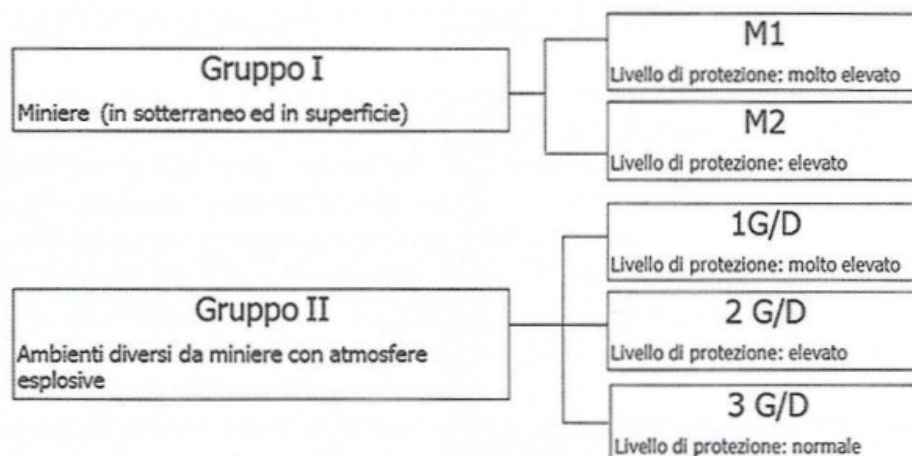 Gruppo I
Miniere (in sotterraneo ed in superficie)
M1
Livello di protezione: molto elevato
M2
Livello di protezione: elevato
Gruppo II
Ambienti diversi da miniere con atmosfere
esplosive
1G/D
Livello di protezione: molto elevato
2 G/D
Livello di protezione: elevato
3 G/D
Livello di protezione: normale